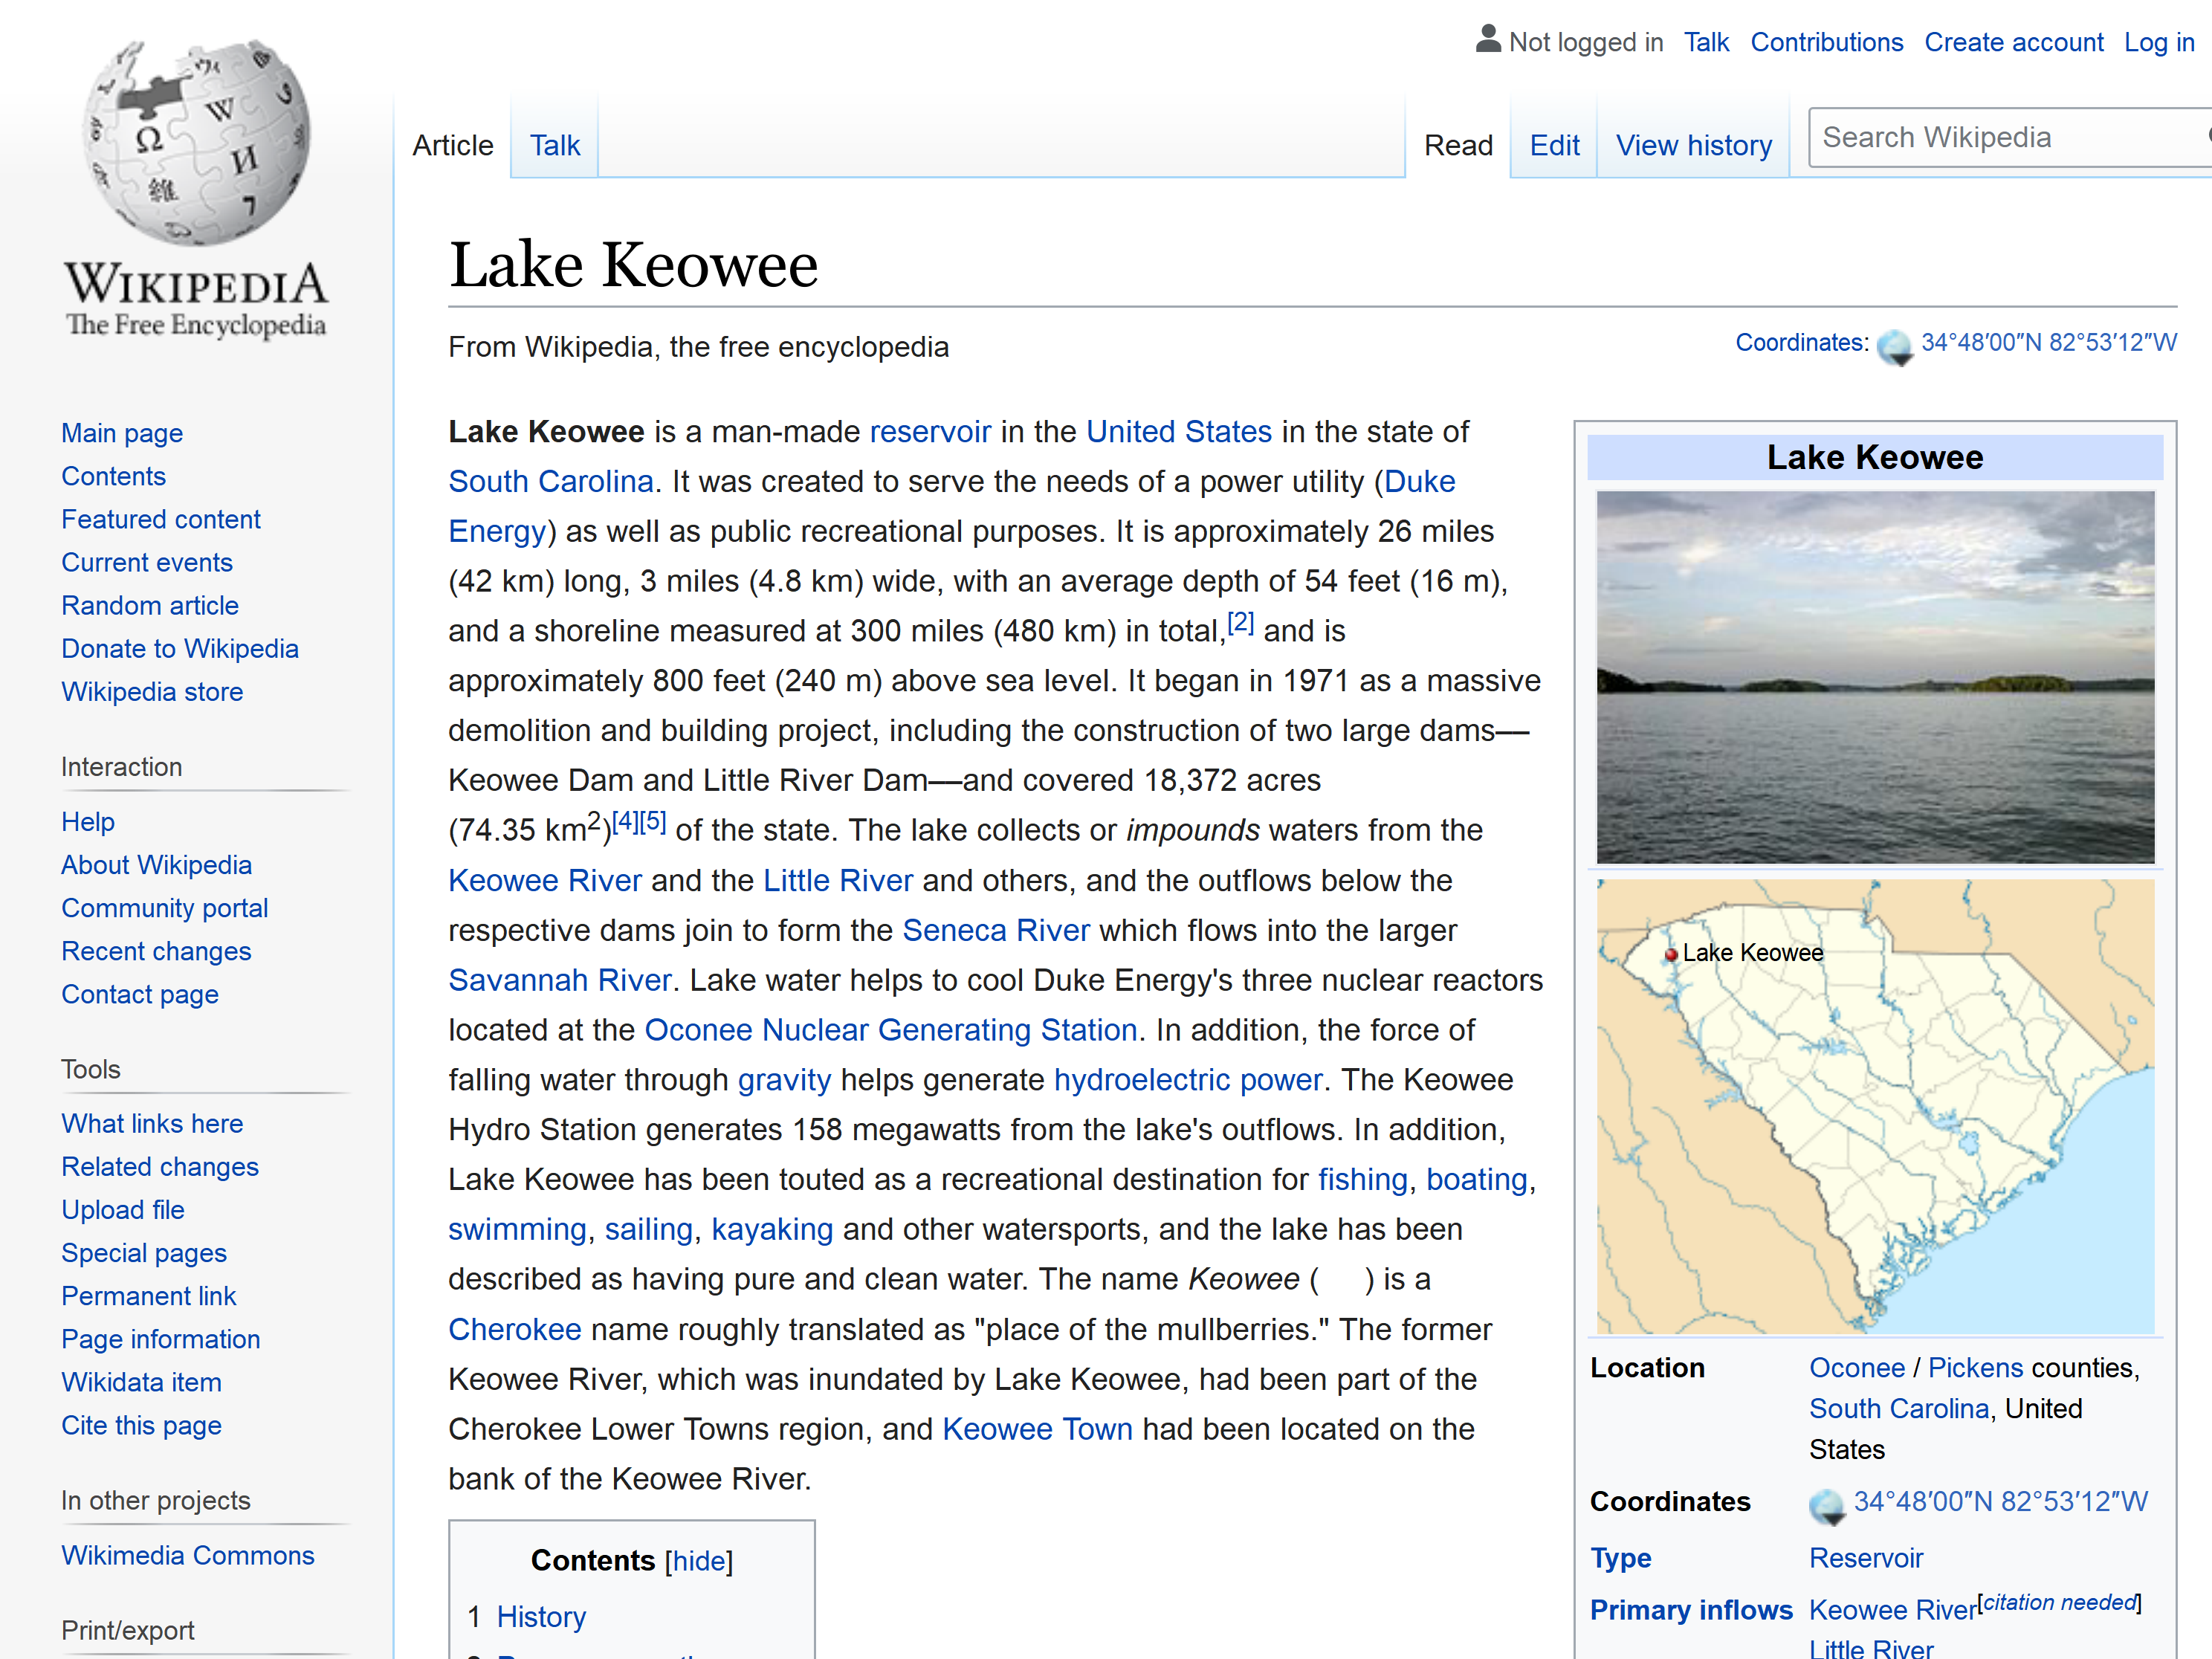 Not logged in Talk Contributions Create account Log in
Article Talk Read Edit View history Search Wikipedia
WIKIPEDIA
The Free Encyclopedia
Main page
Contents
Featured content
Current events
Random article
Donate to Wikipedia
Wikipedia store
Interaction
Help
About Wikipedia
Community portal
Recent changes
Contact page
Tools
What links here
Related changes
Upload file
Special pages
Permanent link
Page information
Wikidata item
Cite this page
In other projects
Wikimedia Commons
Print/export
Lake Keowee
From Wikipedia, the free encyclopedia
Coordinates: 34°48′00″N 82°53′12″W
Lake Keowee is a man-made reservoir in the United States in the state of
South Carolina. It was created to serve the needs of a power utility (Duke
Energy) as well as public recreational purposes. It is approximately 26 miles
(42 km) long, 3 miles (4.8 km) wide, with an average depth of 54 feet (16 m),
and a shoreline measured at 300 miles (480 km) in total,[2] and is
approximately 800 feet (240 m) above sea level. It began in 1971 as a massive
demolition and building project, including the construction of two large dams—
Keowee Dam and Little River Dam—and covered 18,372 acres
(74.35 km2)[4][5] of the state. The lake collects or impounds waters from the
Keowee River and the Little River and others, and the outflows below the
respective dams join to form the Seneca River which flows into the larger
Savannah River. Lake water helps to cool Duke Energy's three nuclear reactors
located at the Oconee Nuclear Generating Station. In addition, the force of
falling water through gravity helps generate hydroelectric power. The Keowee
Hydro Station generates 158 megawatts from the lake's outflows. In addition,
Lake Keowee has been touted as a recreational destination for fishing, boating,
swimming, sailing, kayaking and other watersports, and the lake has been
described as having pure and clean water. The name Keowee ( ) is a
Cherokee name roughly translated as "place of the mullberries." The former
Keowee River, which was inundated by Lake Keowee, had been part of the
Cherokee Lower Towns region, and Keowee Town had been located on the
bank of the Keowee River.
Contents [hide]
1 History
Lake Keowee
Lake Keowee
Location Oconee / Pickens counties,
South Carolina, United
States
Coordinates 34°48′00″N 82°53′12″W
Type Reservoir
Primary inflows Keowee River[citation needed]
Little River